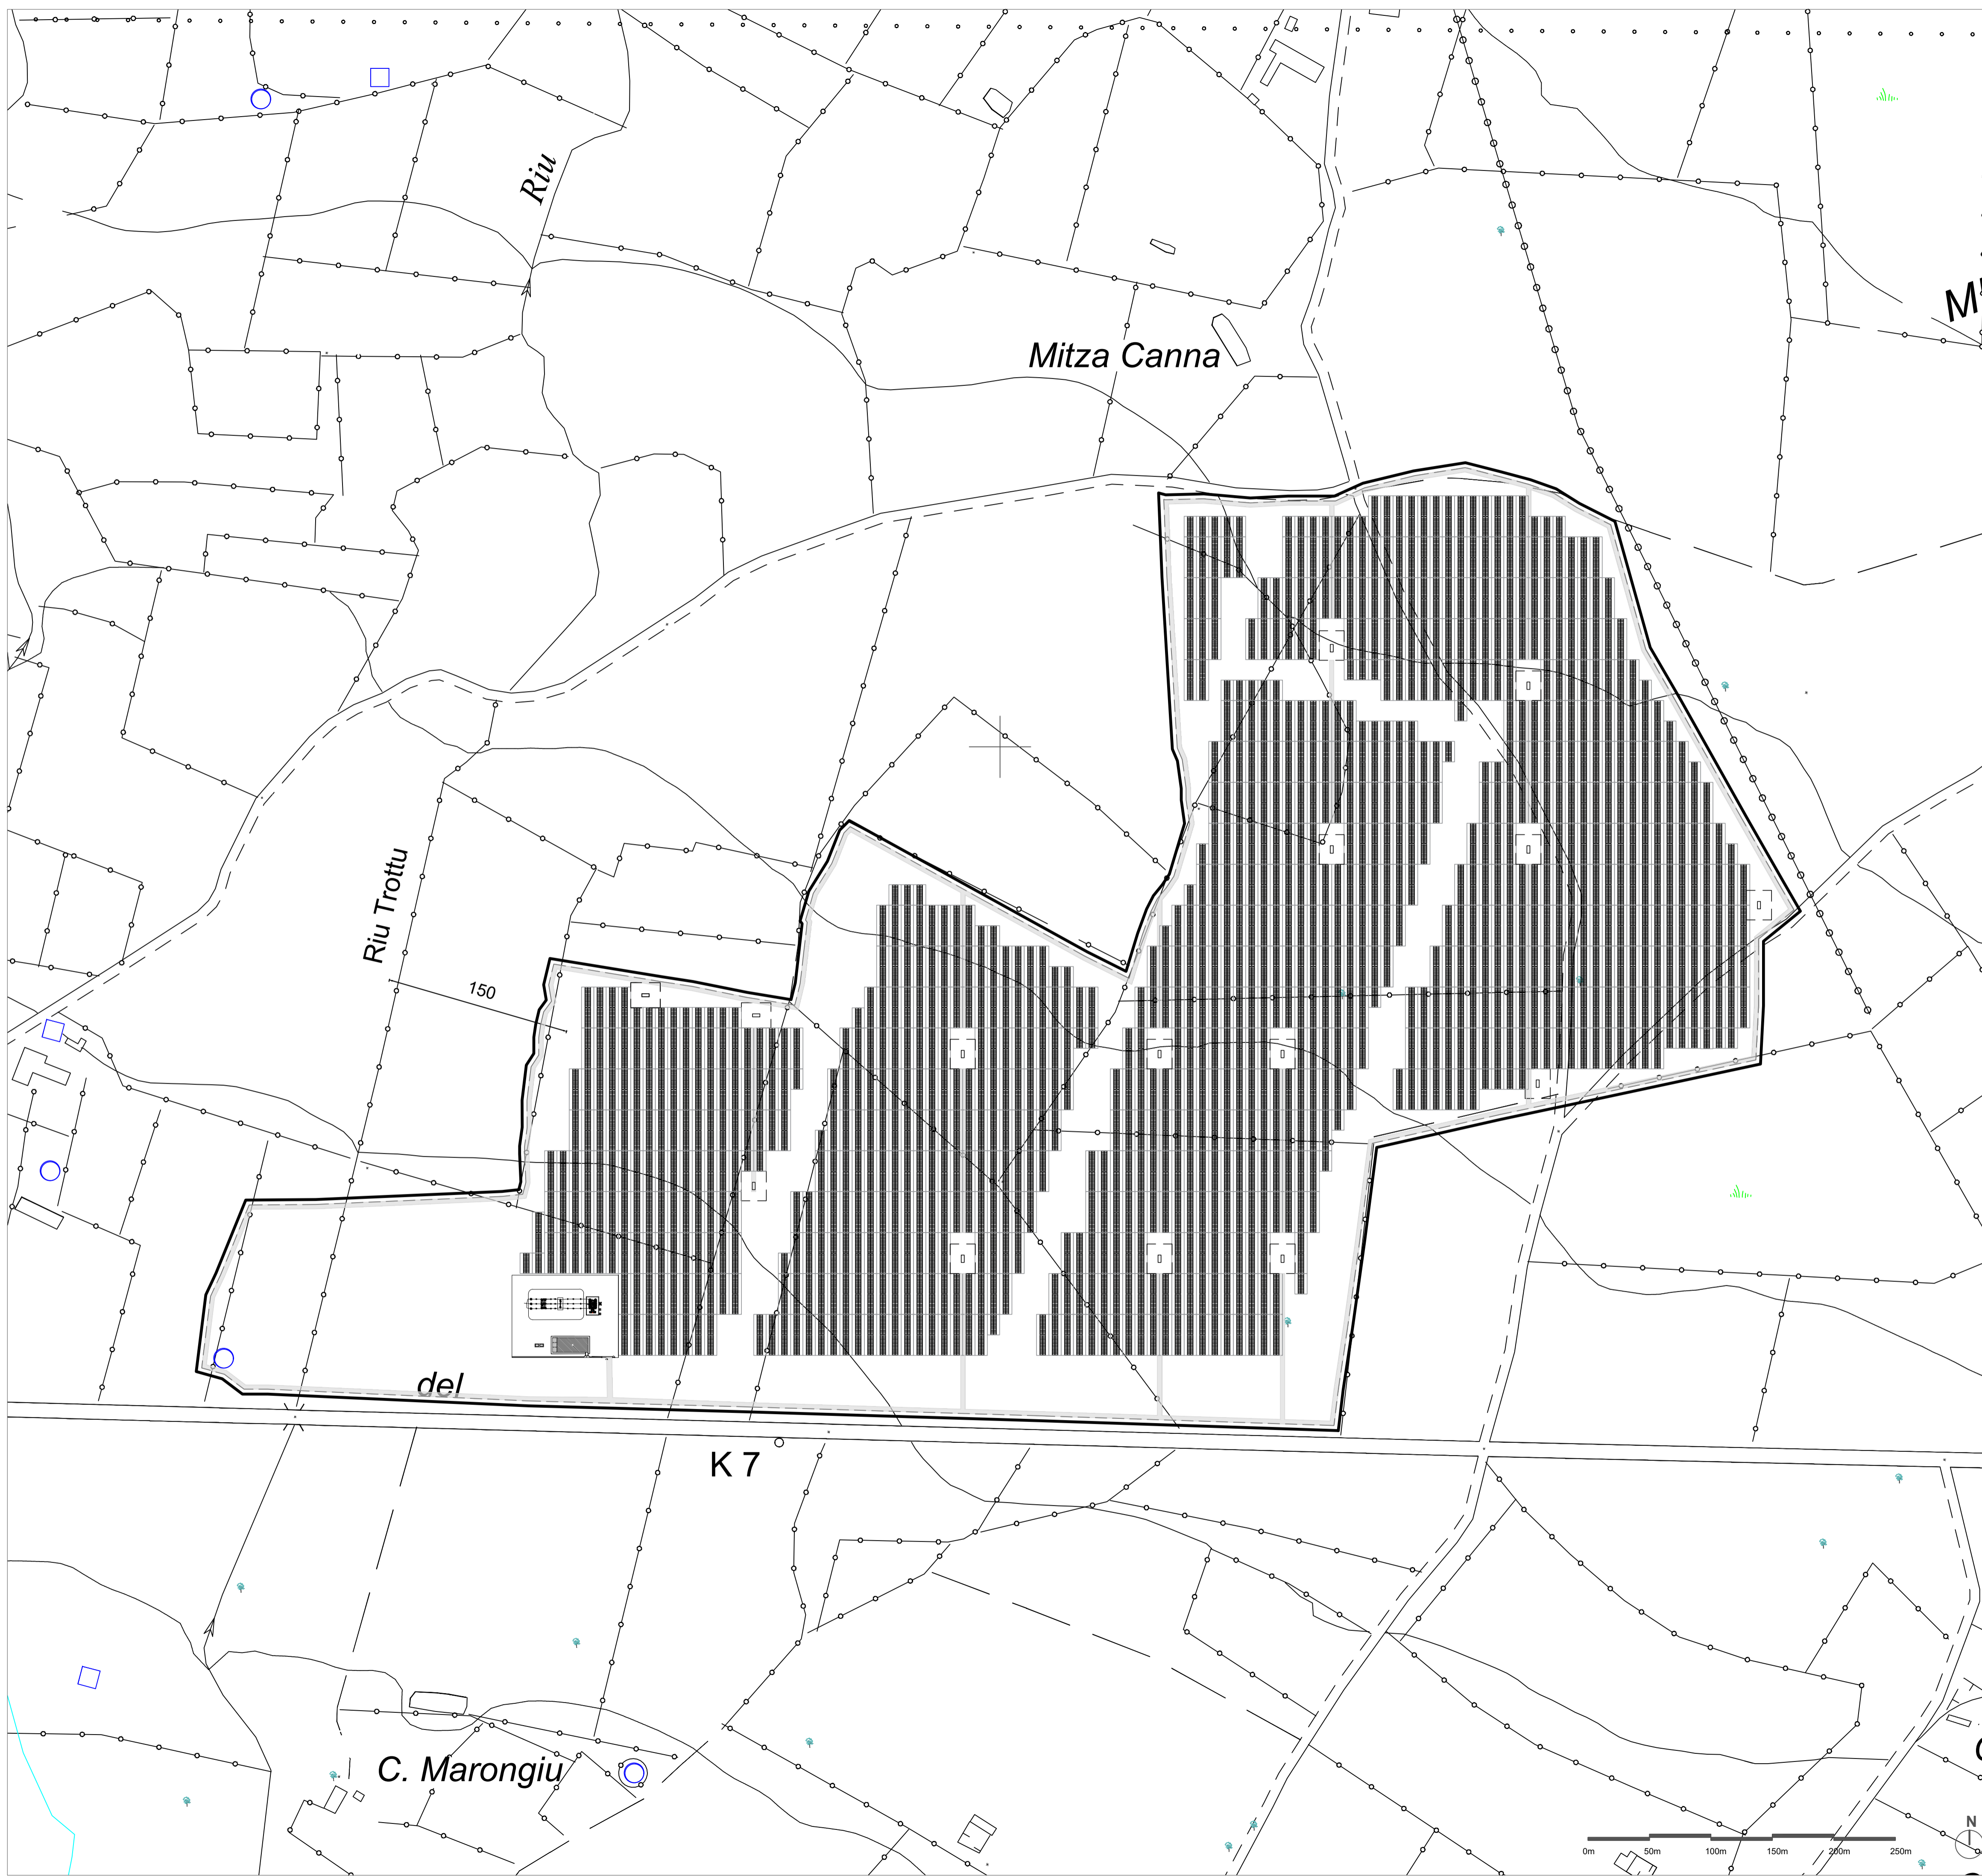 Riu
Mitza Canna
Riu Trottu
150
del
K 7
C. Marongiu
N
0m 50m 100m 150m 200m 250m